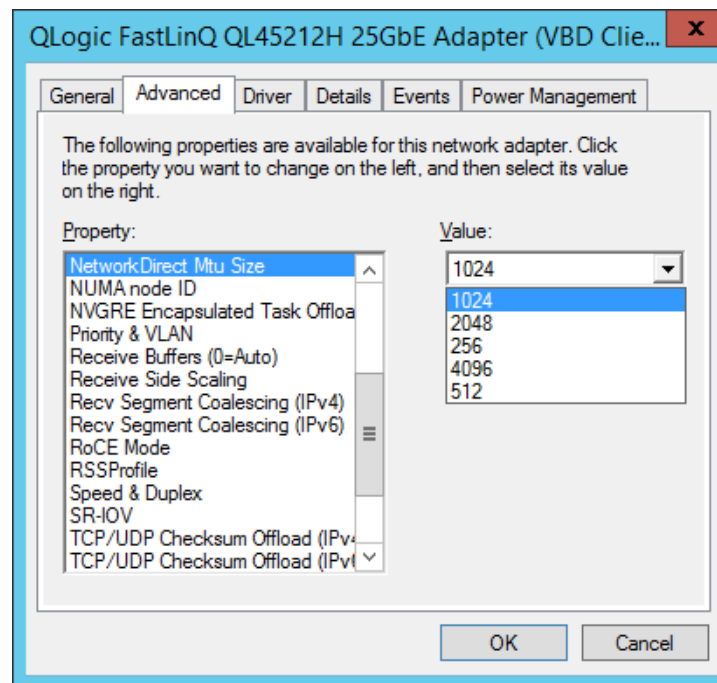 QLogic FastLinQ QL45212H 25GbE Adapter (VBD Clie...
x
General Advanced Driver Details Events Power Management
The following properties are available for this network adapter. Click
the property you want to change on the left, and then select its value
on the right.
Property:
NetworkDirect Mtu Size
NUMA node ID
NVGRE Encapsulated Task Offloa
Priority & VLAN
Receive Buffers (0=Auto)
Receive Side Scaling
Recv Segment Coalescing (IPv4)
Recv Segment Coalescing (IPv6)
RoCE Mode
RSSProfile
Speed & Duplex
SR-IOV
TCP/UDP Checksum Offload (IPv4
TCP/UDP Checksum Offload (IPv6
Value:
1024
1024
2048
256
4096
512
OK Cancel